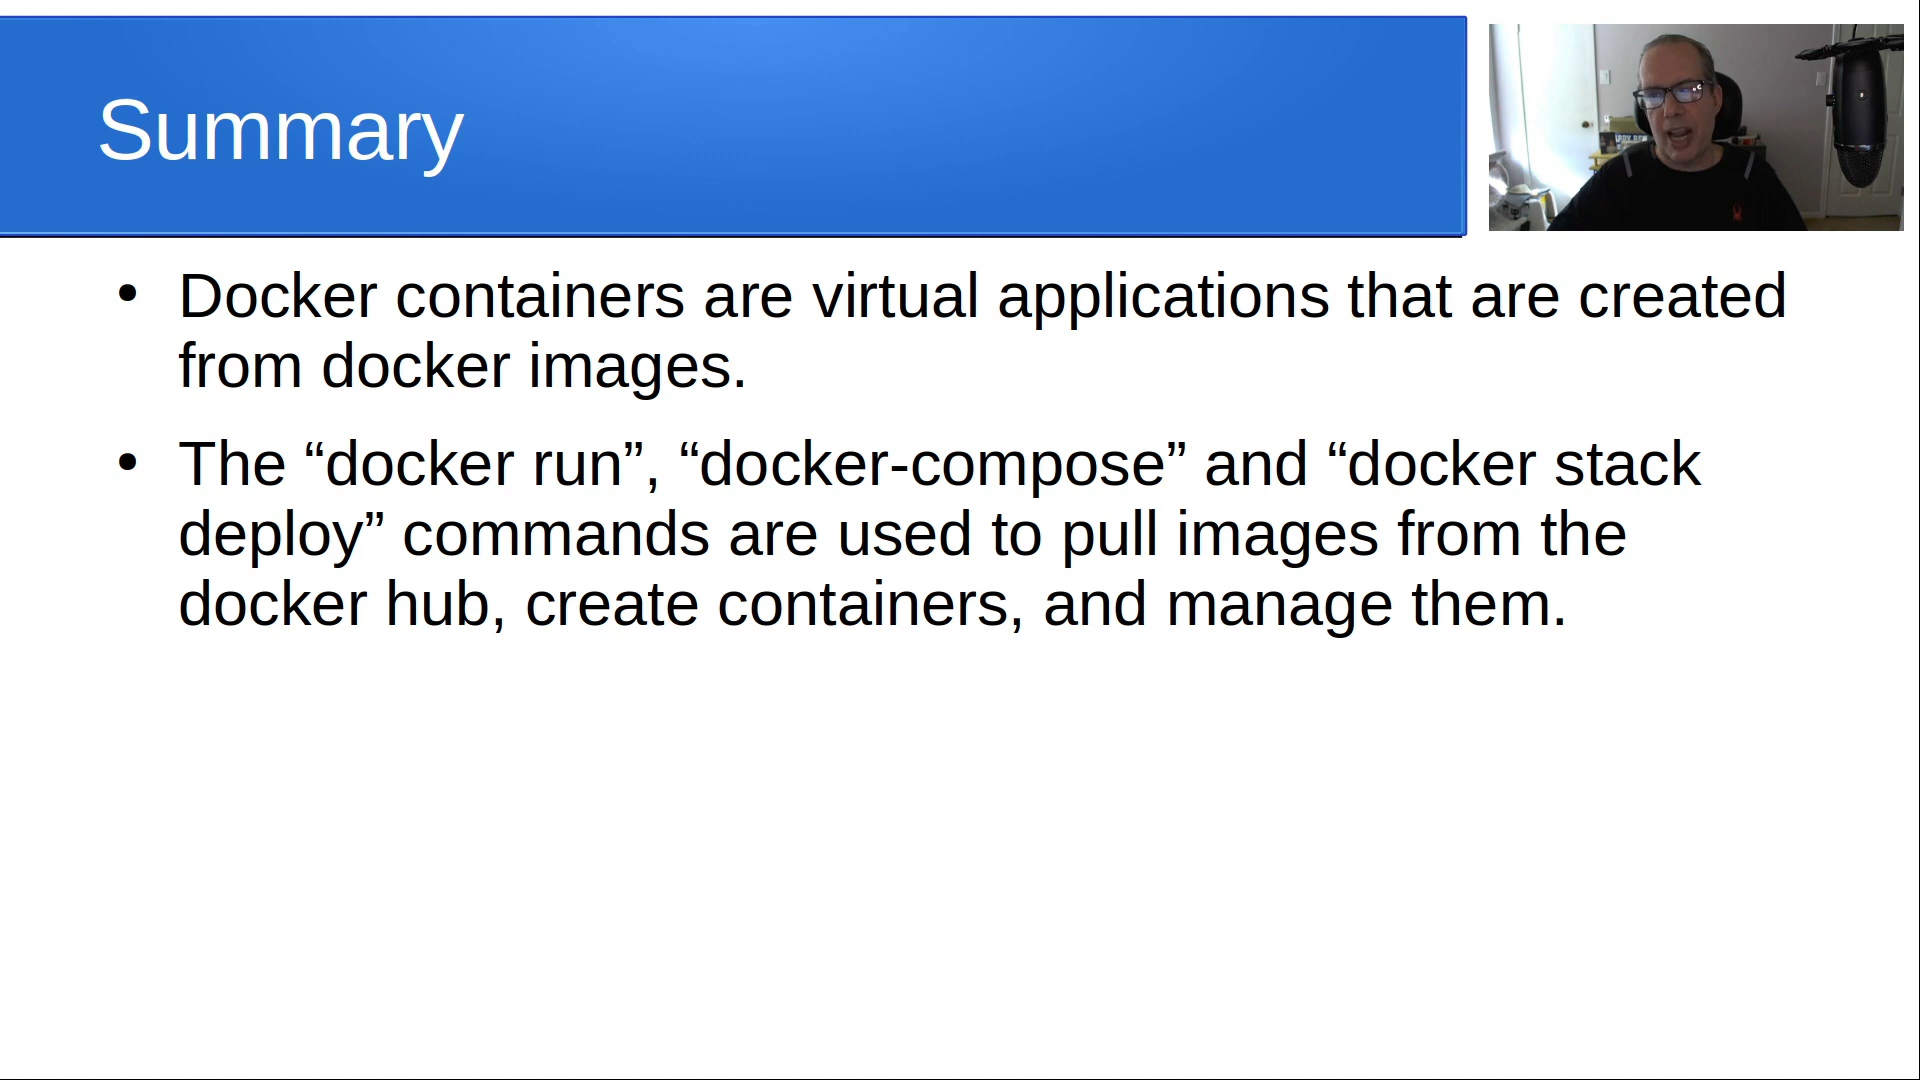 Summary
• Docker containers are virtual applications that are created
from docker images.
• The “docker run”, “docker-compose” and “docker stack
deploy” commands are used to pull images from the
docker hub, create containers, and manage them.